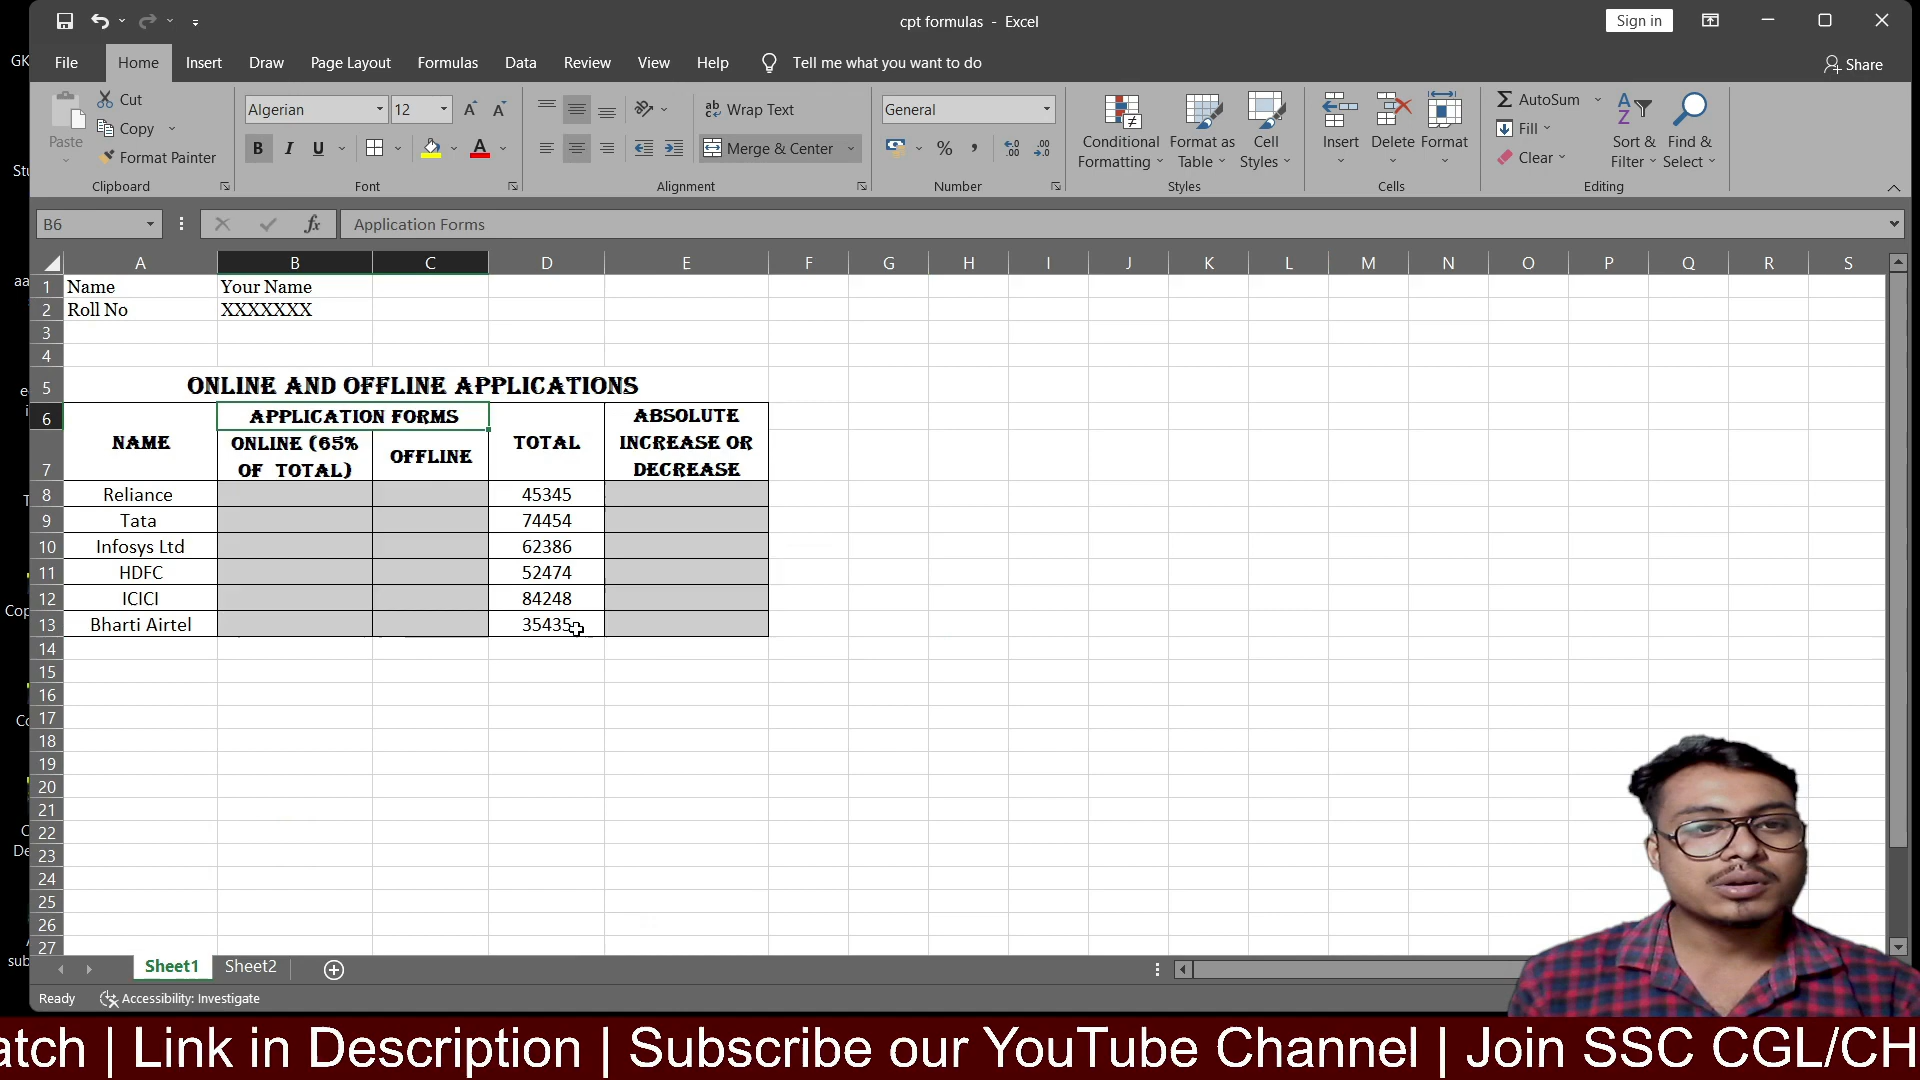 cpt formulas - Excel
Sign in
File Home Insert Draw Page Layout Formulas Data Review View Help Tell me what you want to do
Share
Paste
Cut
Copy
Format Painter
Clipboard
Algerian 12
B I U
Font
Wrap Text
Merge & Center
Alignment
General
% ,
Number
Conditional Formatting
Format as Table
Cell Styles
Styles
Insert Delete Format
Cells
AutoSum
Fill
Clear
Sort & Filter
Find & Select
Editing
B6 fx Application Forms
A B C D E F G H I J K L M N O P Q R S
1 Name Your Name
2 Roll No XXXXXXX
3
4
5 ONLINE AND OFFLINE APPLICATIONS
6 APPLICATION FORMS
7 NAME ONLINE (65% OF TOTAL) OFFLINE TOTAL ABSOLUTE INCREASE OR DECREASE
8 Reliance 45345
9 Tata 74454
10 Infosys Ltd 62386
11 HDFC 52474
12 ICICI 84248
13 Bharti Airtel 35435
14
15
16
17
18
19
20
21
22
23
24
25
26
27
Sheet1 Sheet2
Ready Accessibility: Investigate
atch | Link in Description | Subscribe our YouTube Channel | Join SSC CGL/CH